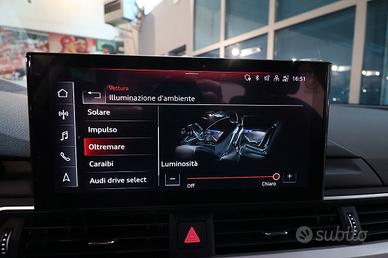 Vettura
16:51
Illuminazione d'ambiente
Solare
Impulso
Oltremare
Caraibi
Audi drive select
Luminosità
Off
Chiaro
subito